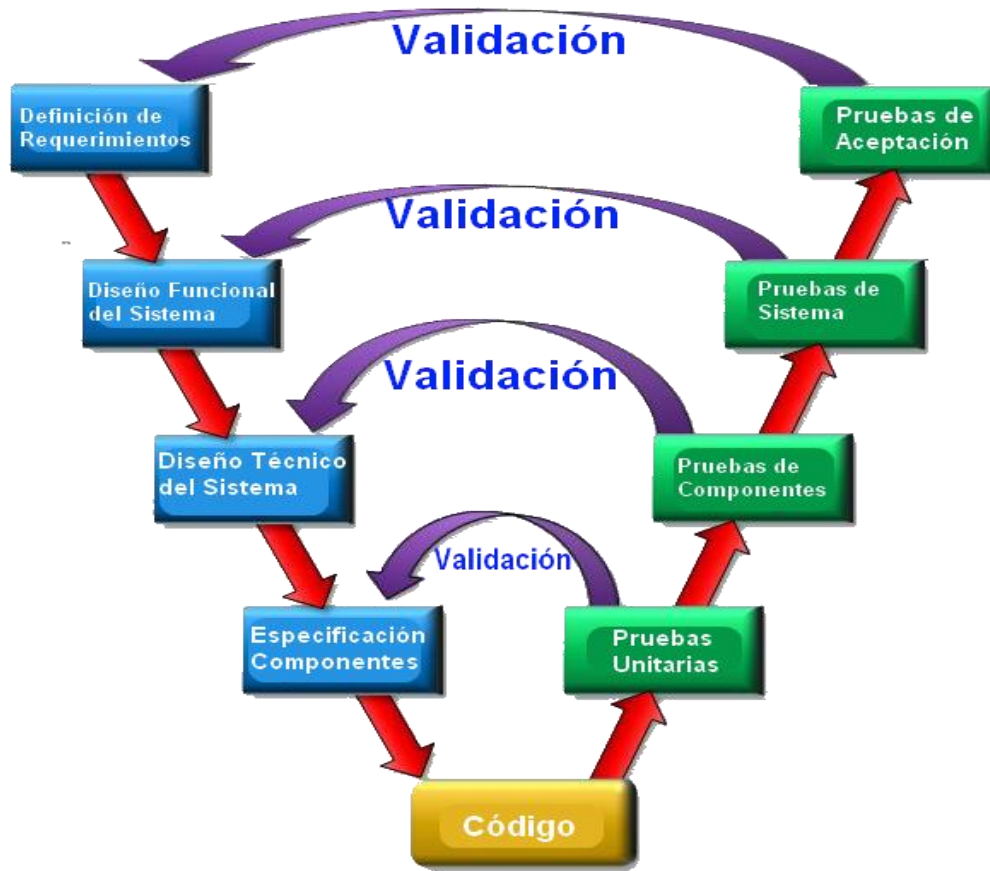 Validación
Definición de
Requerimientos
Pruebas de
Aceptación
Validación
Diseño Funcional
del Sistema
Pruebas de
Sistema
Validación
Diseño Técnico
del Sistema
Pruebas de
Componentes
Validación
Especificación
Componentes
Pruebas
Unitarias
Código